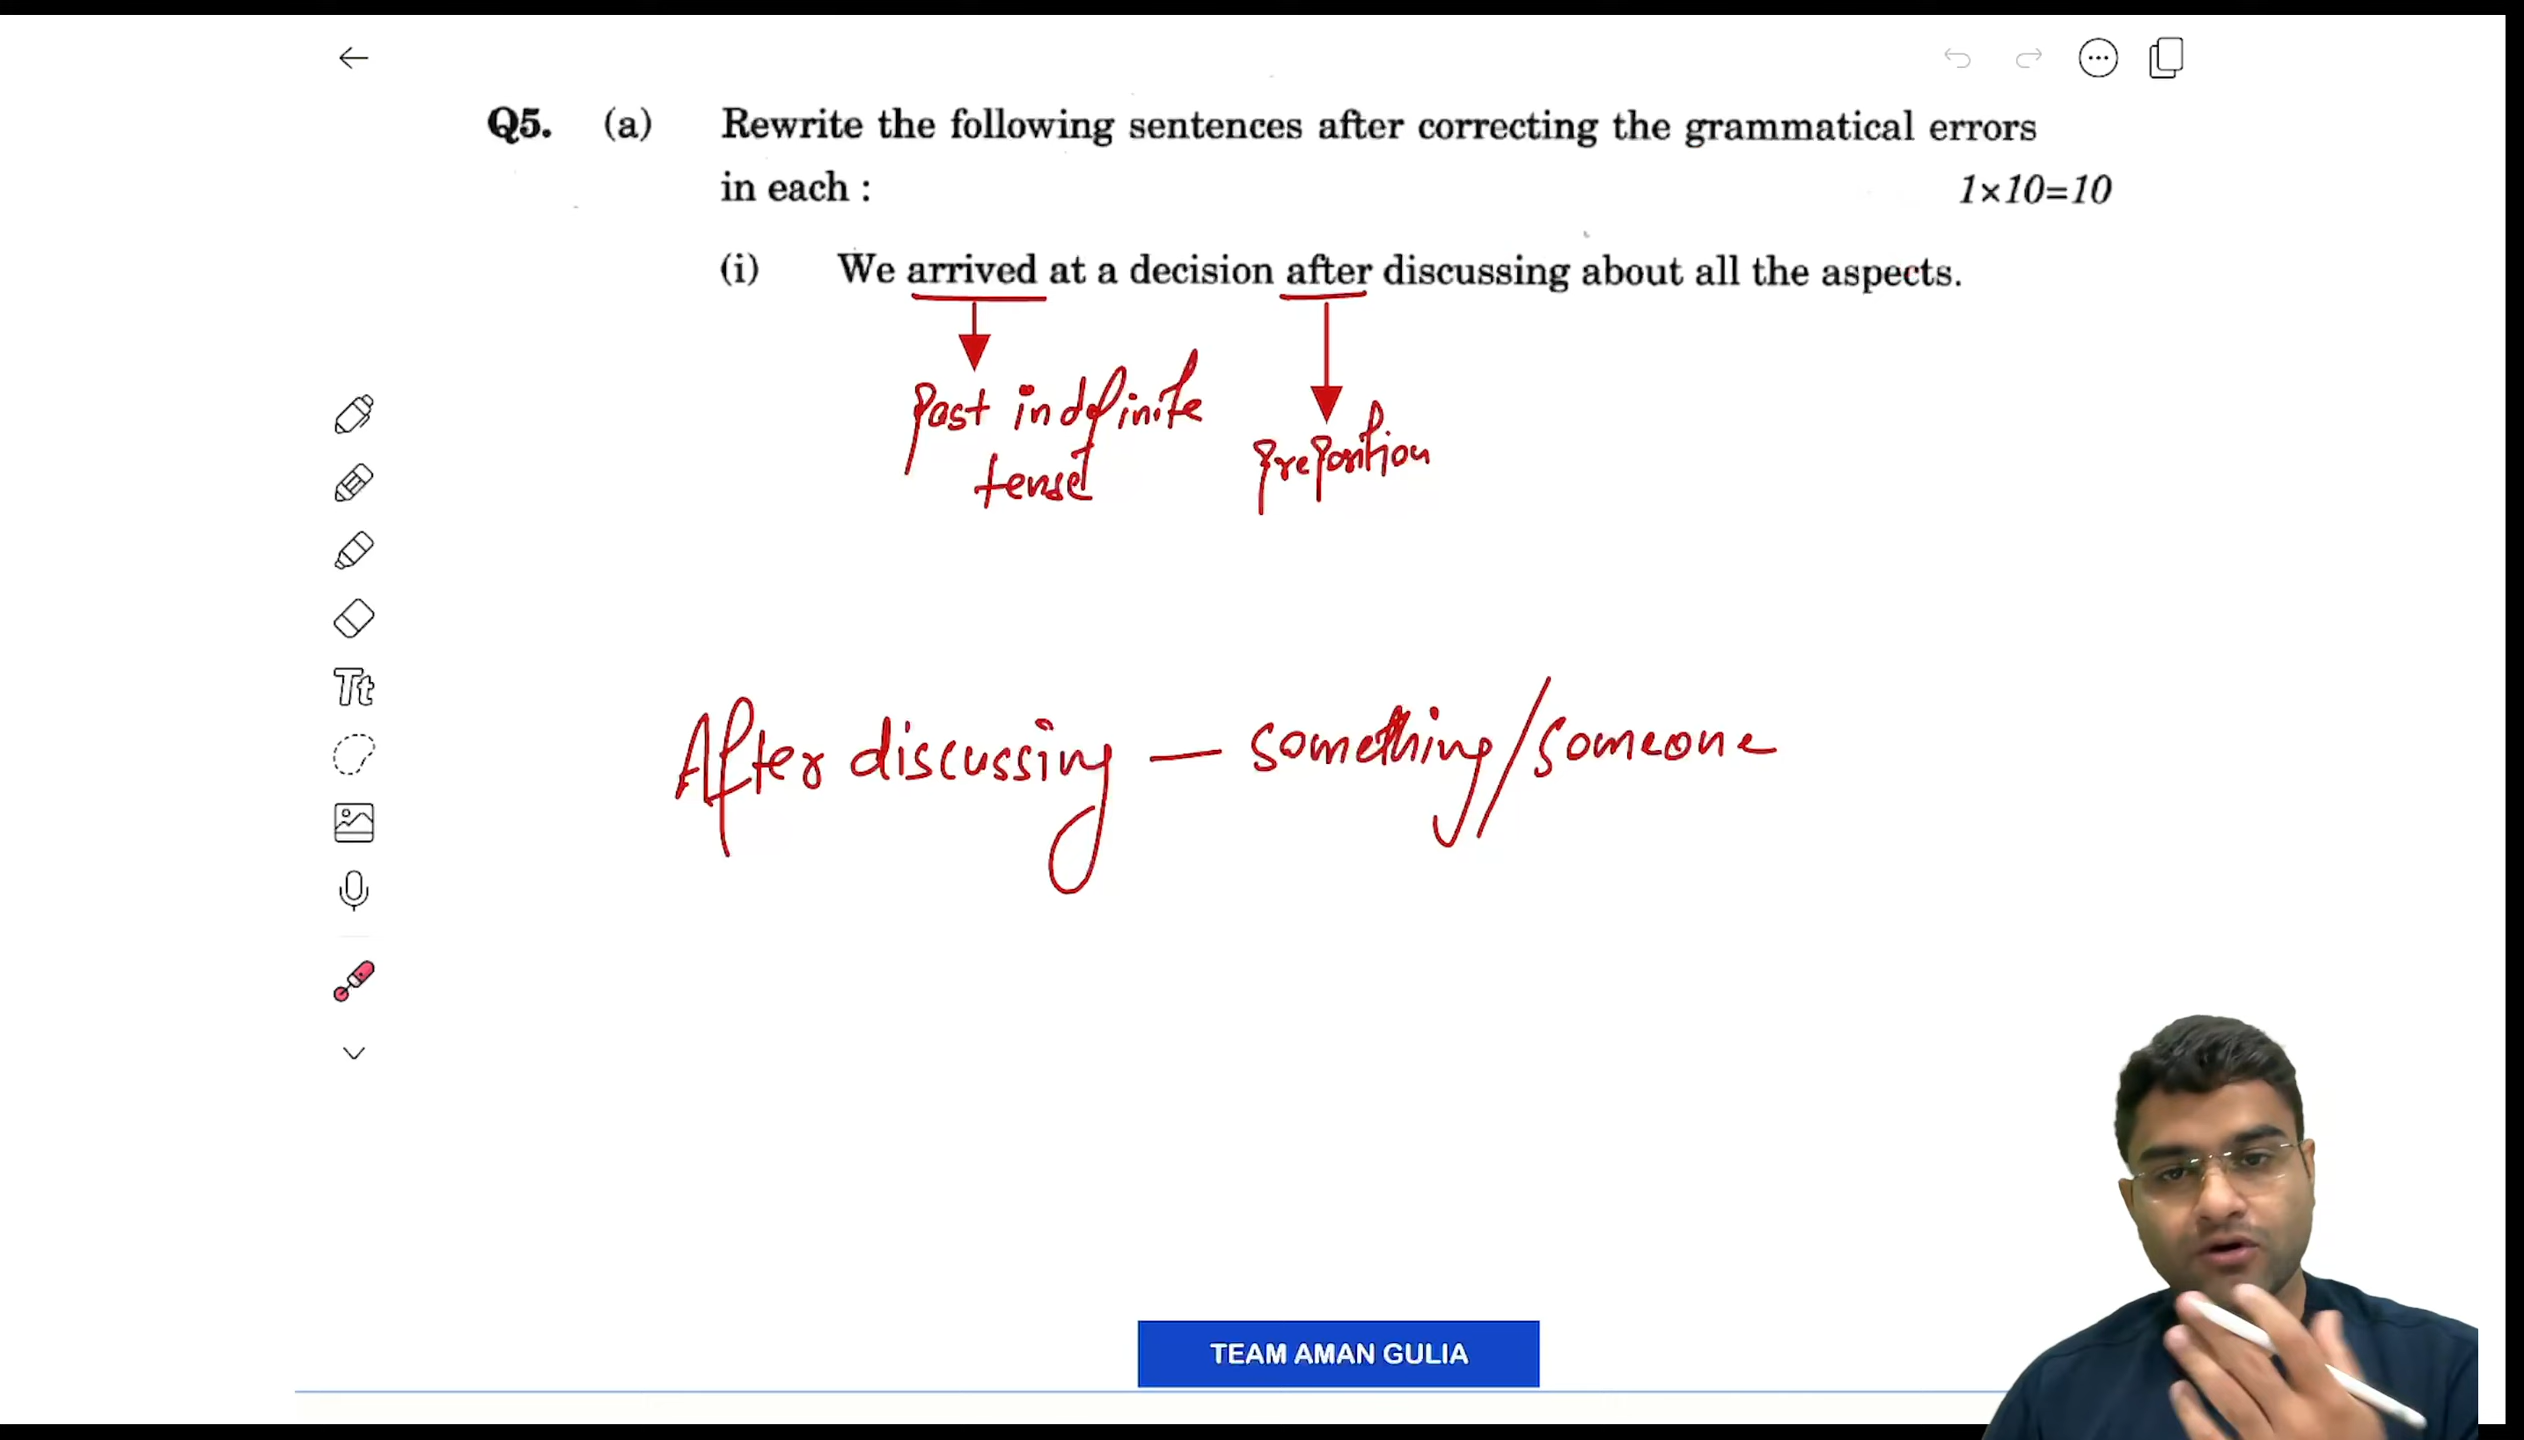 Q5. (a) Rewrite the following sentences after correcting the grammatical errors
in each : 1×10=10
(i) We arrived at a decision after discussing about all the aspects.
Past indefinite
tense
Preposition
After discussing — something/someone
Tt
TEAM AMAN GULIA